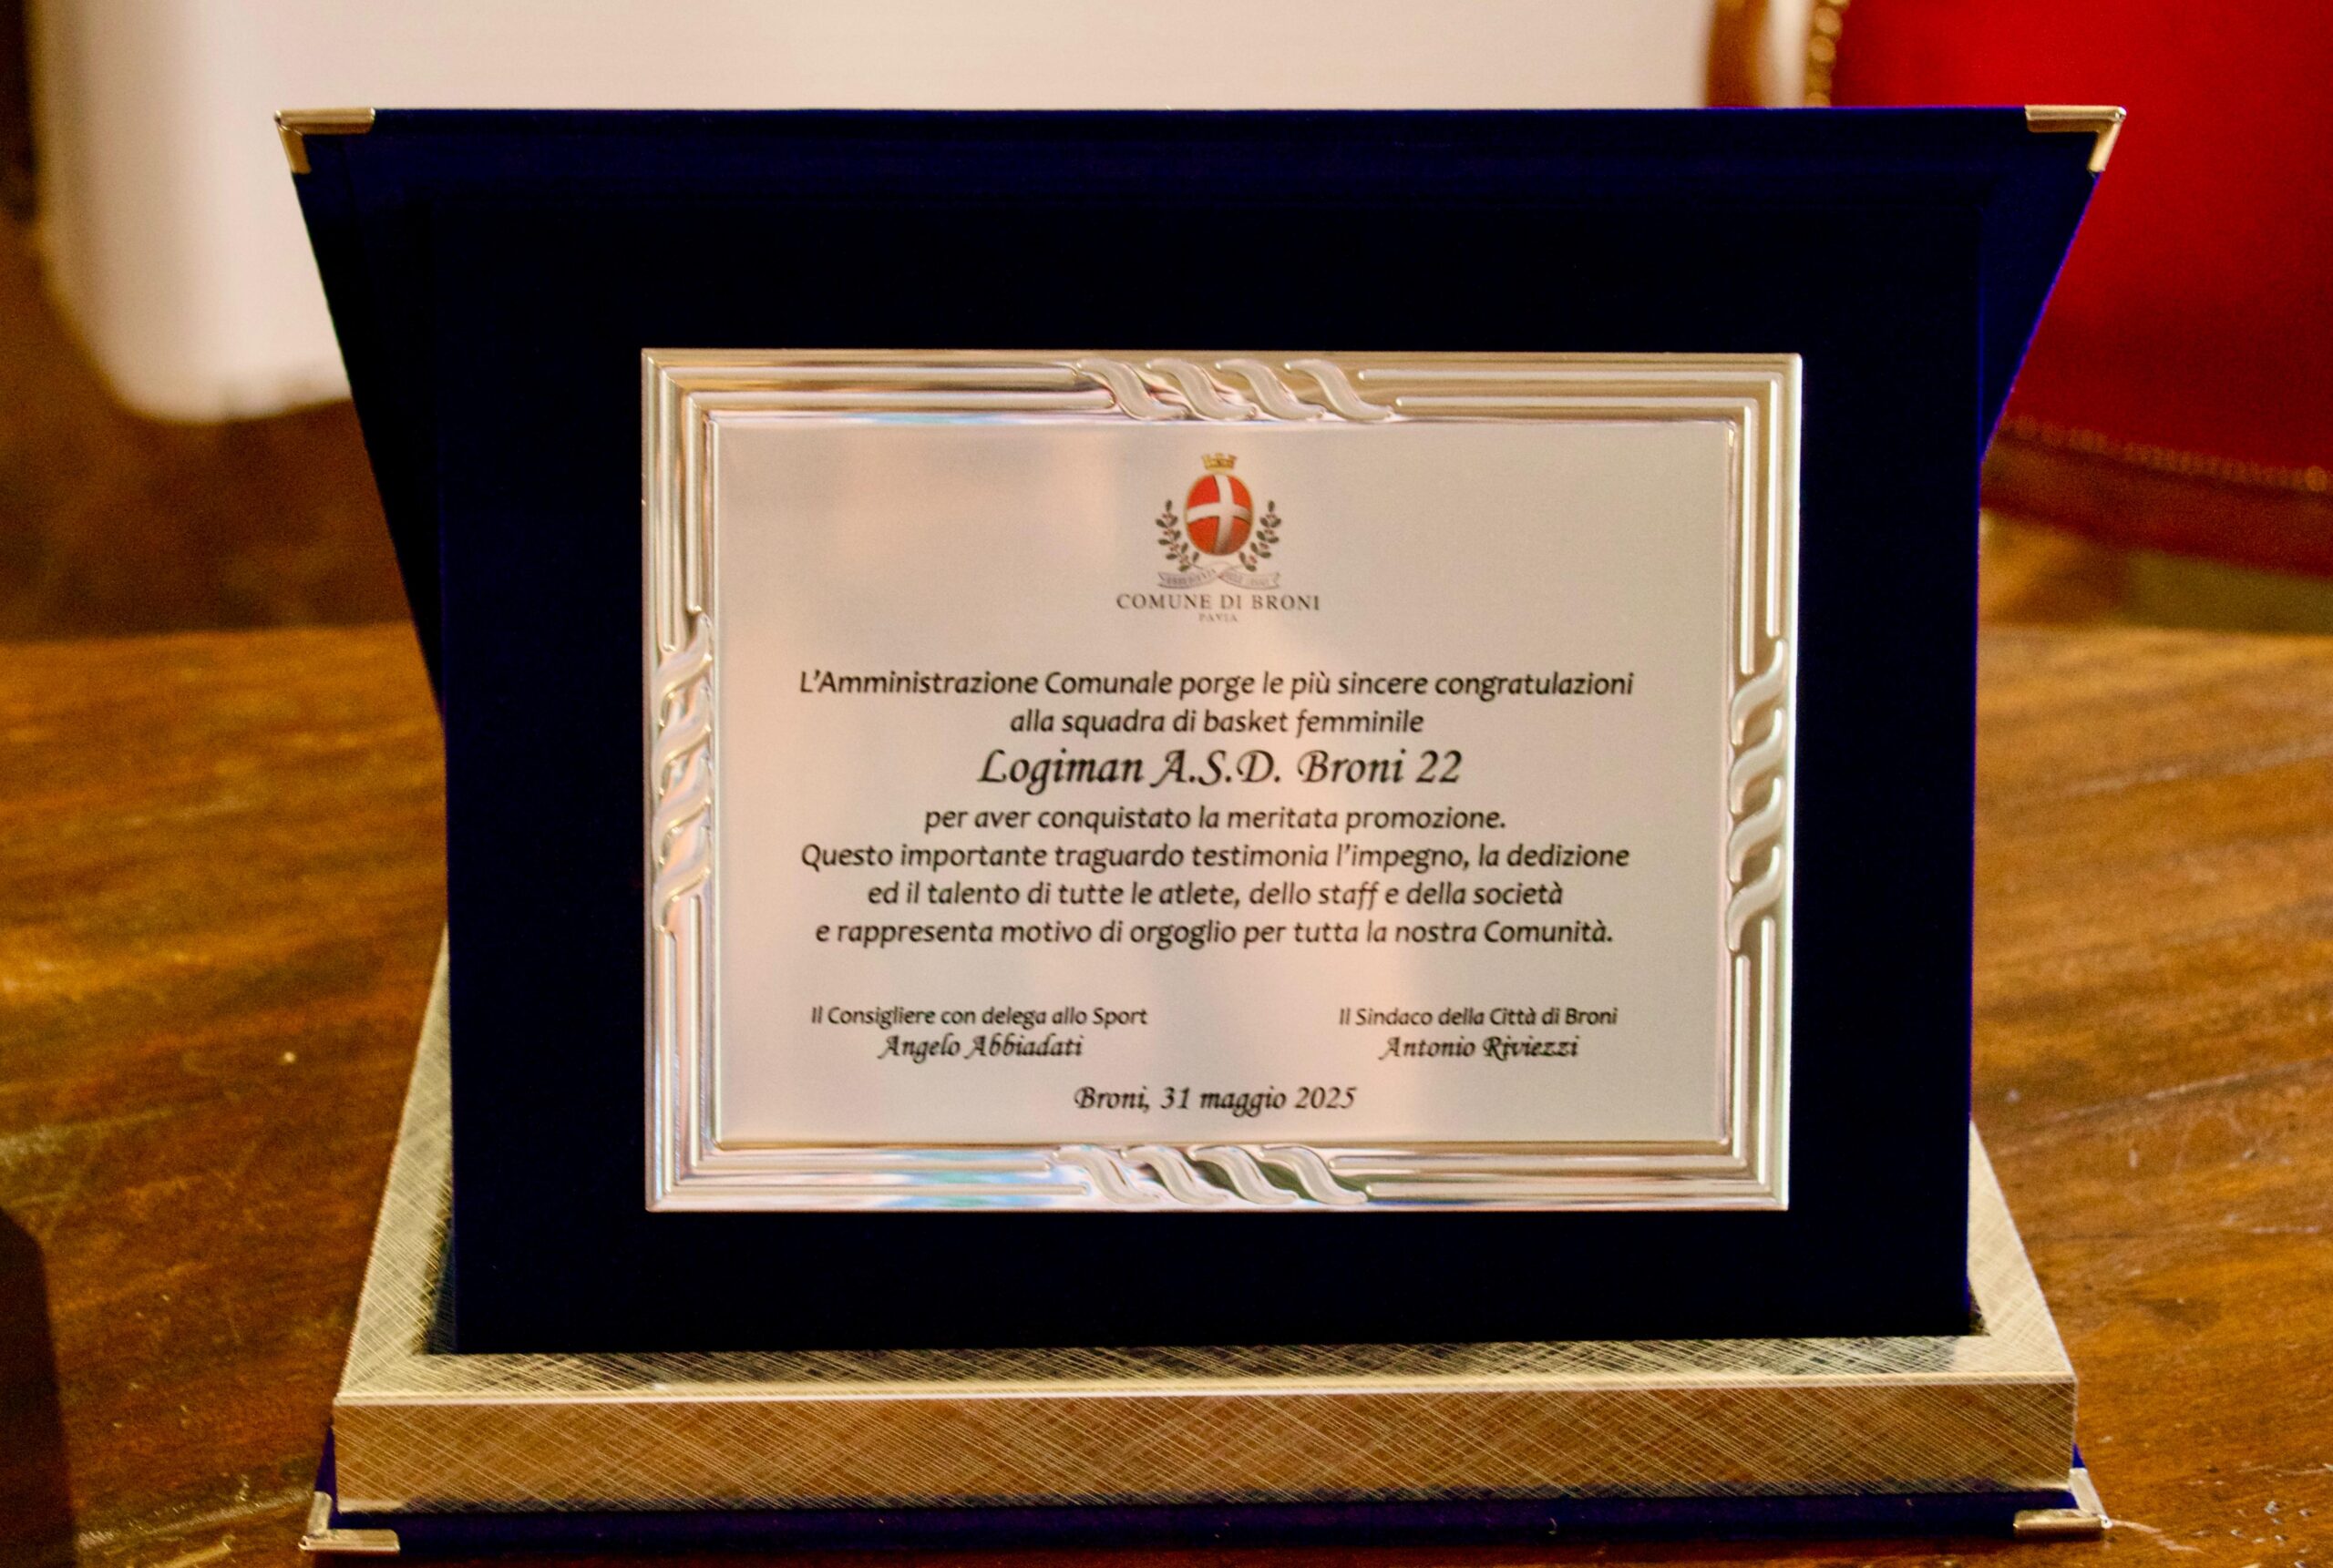 COMUNE DI BRONI
PAVIA
L'Amministrazione Comunale porge le più sincere congratulazioni
alla squadra di basket femminile
Logiman A.S.D. Broni 22
per aver conquistato la meritata promozione.
Questo importante traguardo testimonia l'impegno, la dedizione
ed il talento di tutte le atlete, dello staff e della società
e rappresenta motivo di orgoglio per tutta la nostra Comunità.
Il Consigliere con delega allo Sport
Angelo Abbiadati
Il Sindaco della Città di Broni
Antonio Riviezzi
Broni, 31 maggio 2025